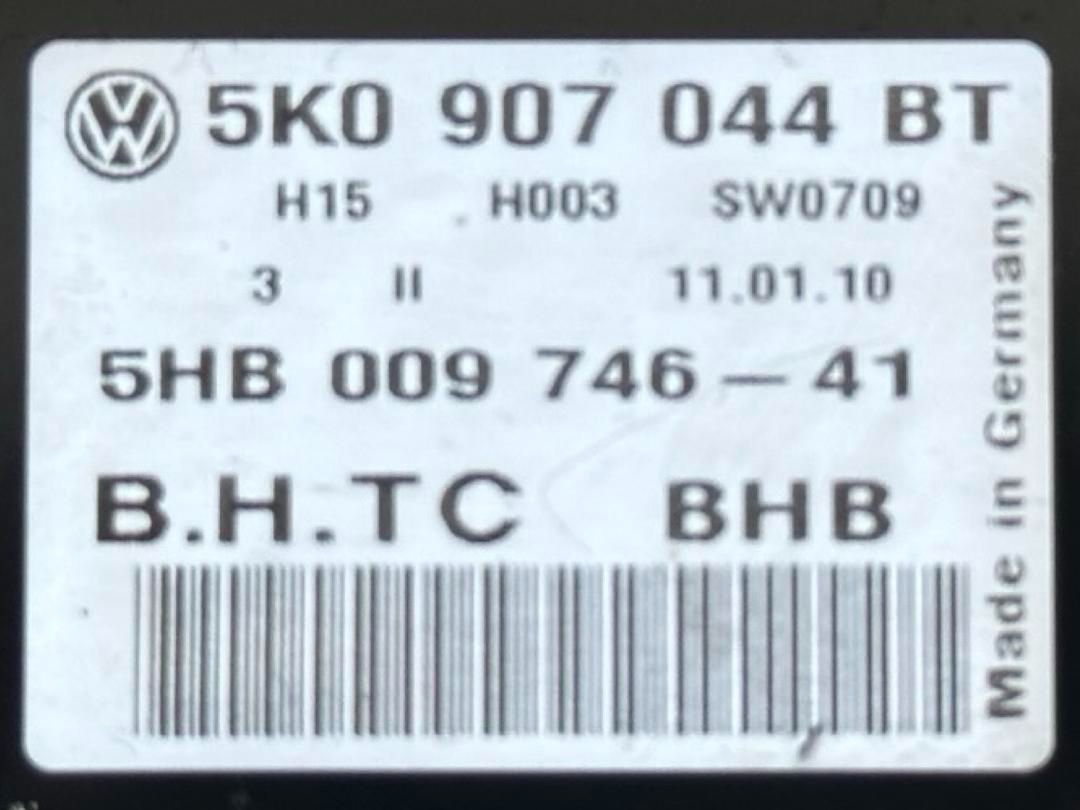 5K0 907 044 BT
H15 H003 SW0709
3 II 11.01.10
5HB 009 746 — 41
B.H.TC BHB
Made in Germany